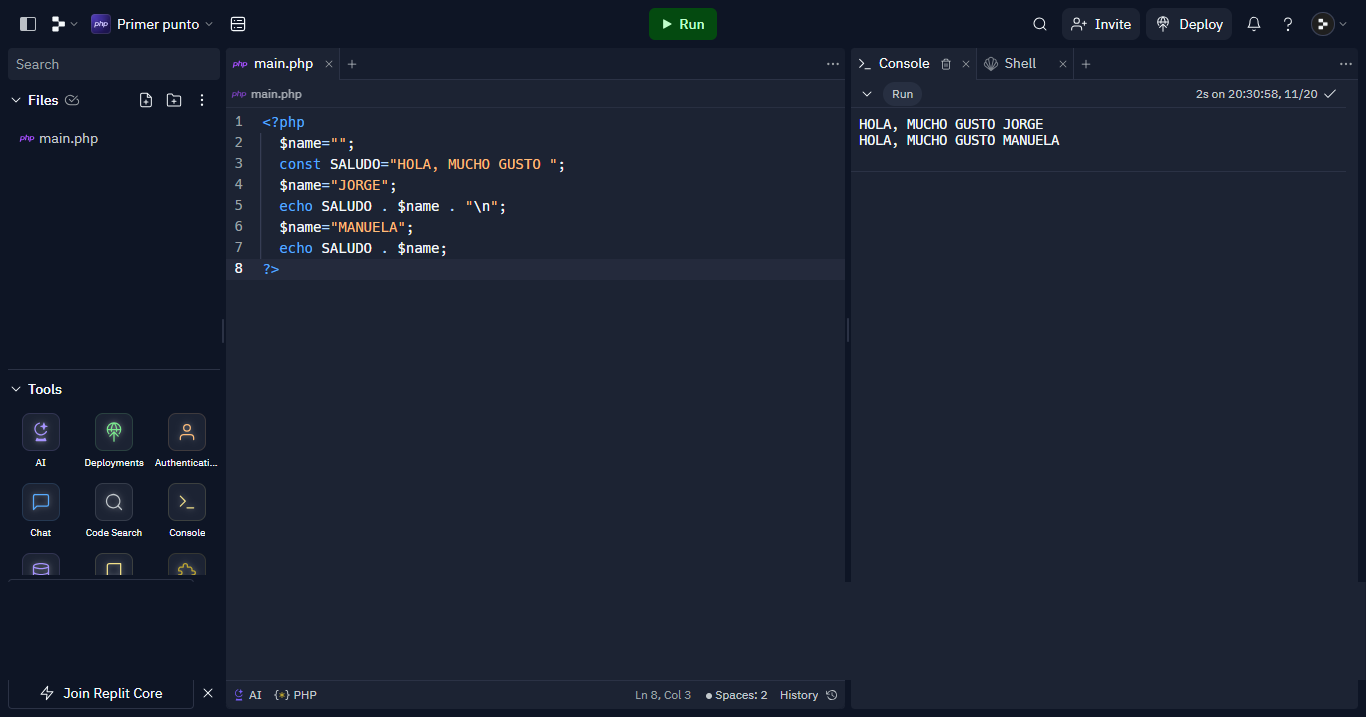 php Primer punto
Run
Invite
Deploy
?
Search
Files
php main.php
Tools
AI
Deployments
Authenticati...
Chat
Code Search
Console
Join Replit Core
php main.php
php main.php
1 <?php
2 $name="";
3 const SALUDO="HOLA, MUCHO GUSTO ";
4 $name="JORGE";
5 echo SALUDO . $name . "\n";
6 $name="MANUELA";
7 echo SALUDO . $name;
8 ?>
AI {*} PHP
Ln 8, Col 3 Spaces: 2 History
Console Shell
Run 2s on 20:30:58, 11/20
HOLA, MUCHO GUSTO JORGE
HOLA, MUCHO GUSTO MANUELA